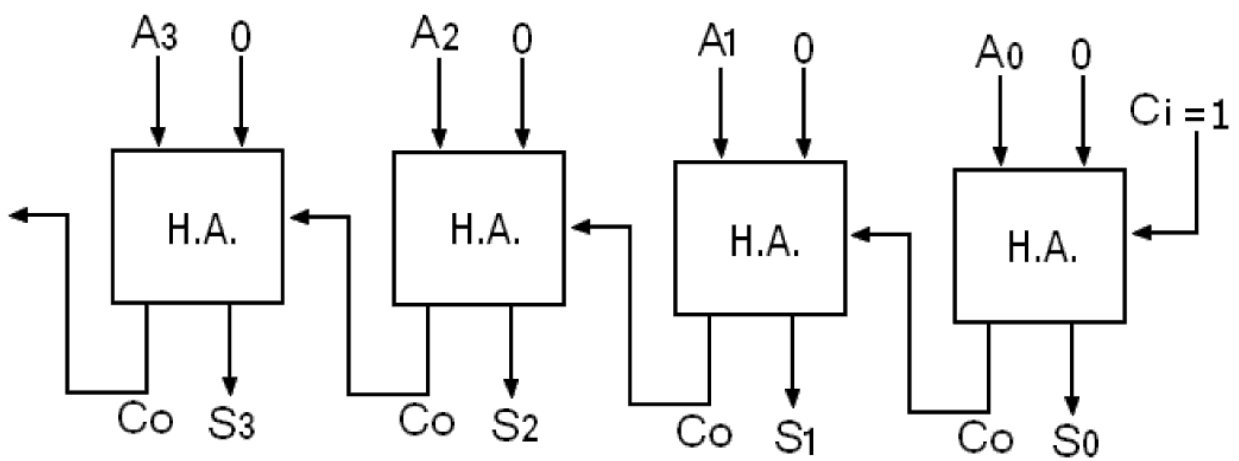 A3 0 A2 0 A1 0 A0 0
Ci = 1
H.A. H.A. H.A. H.A.
Co S3 Co S2 Co S1 Co S0